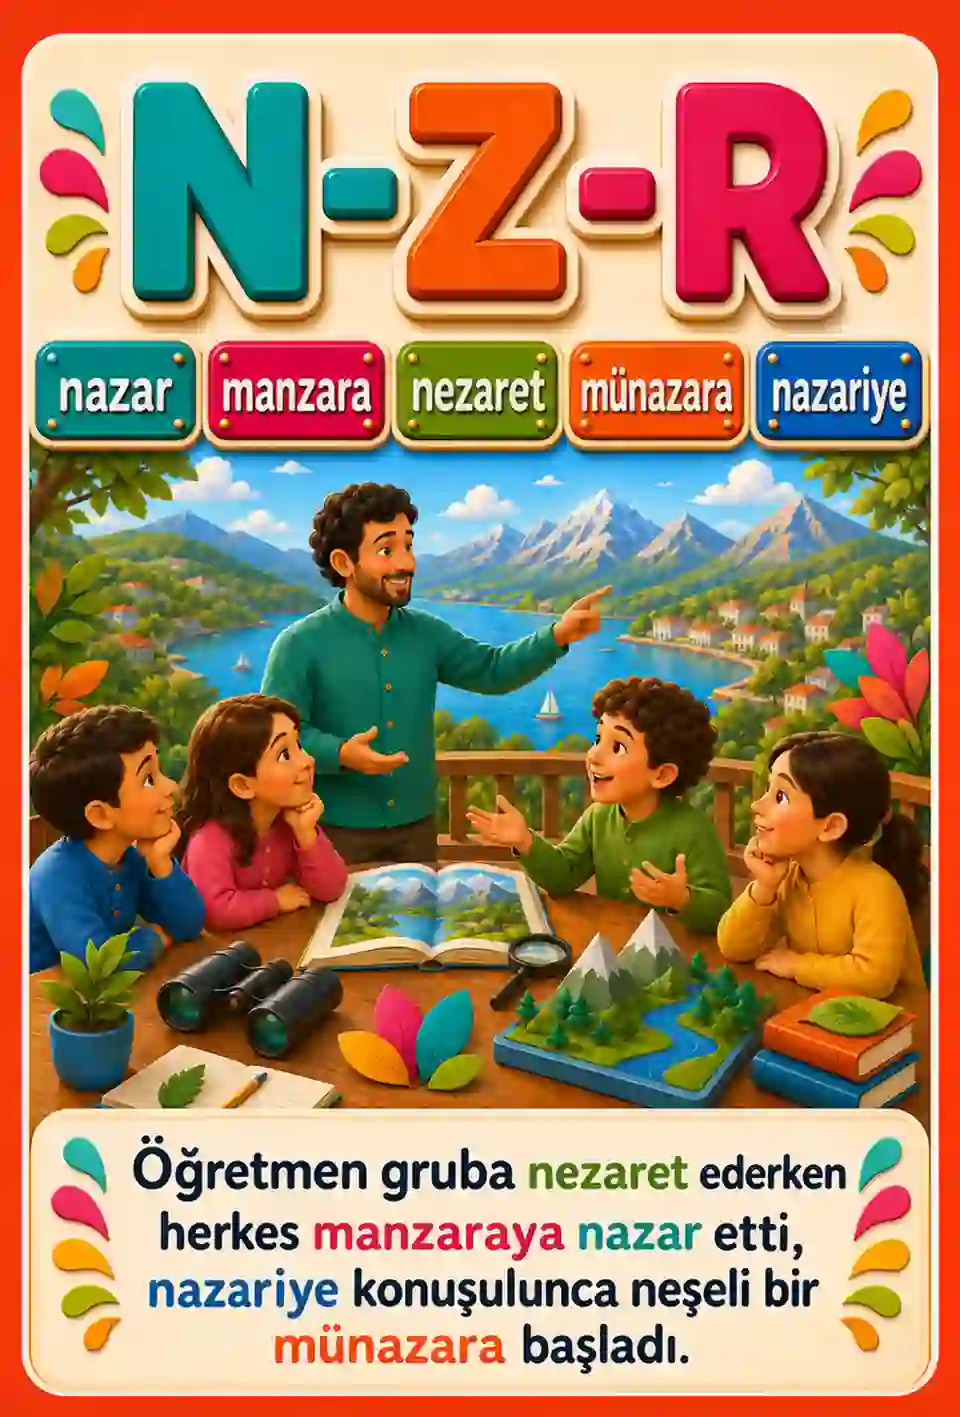 N-Z-R
nazar manzara nezaret münazara nazariye
Öğretmen gruba nezaret ederken
herkes manzaraya nazar etti,
nazariye konuşulunca neşeli bir
münazara başladı.